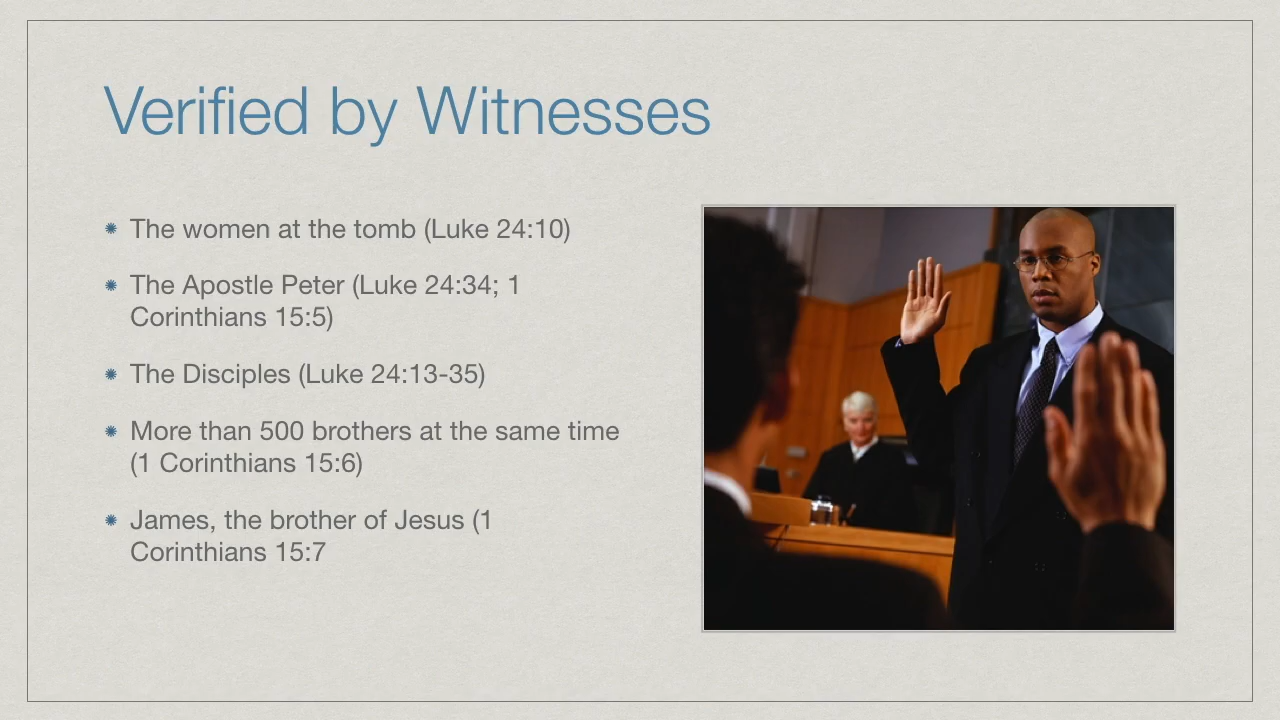 Verified by Witnesses
The women at the tomb (Luke 24:10)
The Apostle Peter (Luke 24:34; 1
Corinthians 15:5)
The Disciples (Luke 24:13-35)
More than 500 brothers at the same time
(1 Corinthians 15:6)
James, the brother of Jesus (1
Corinthians 15:7